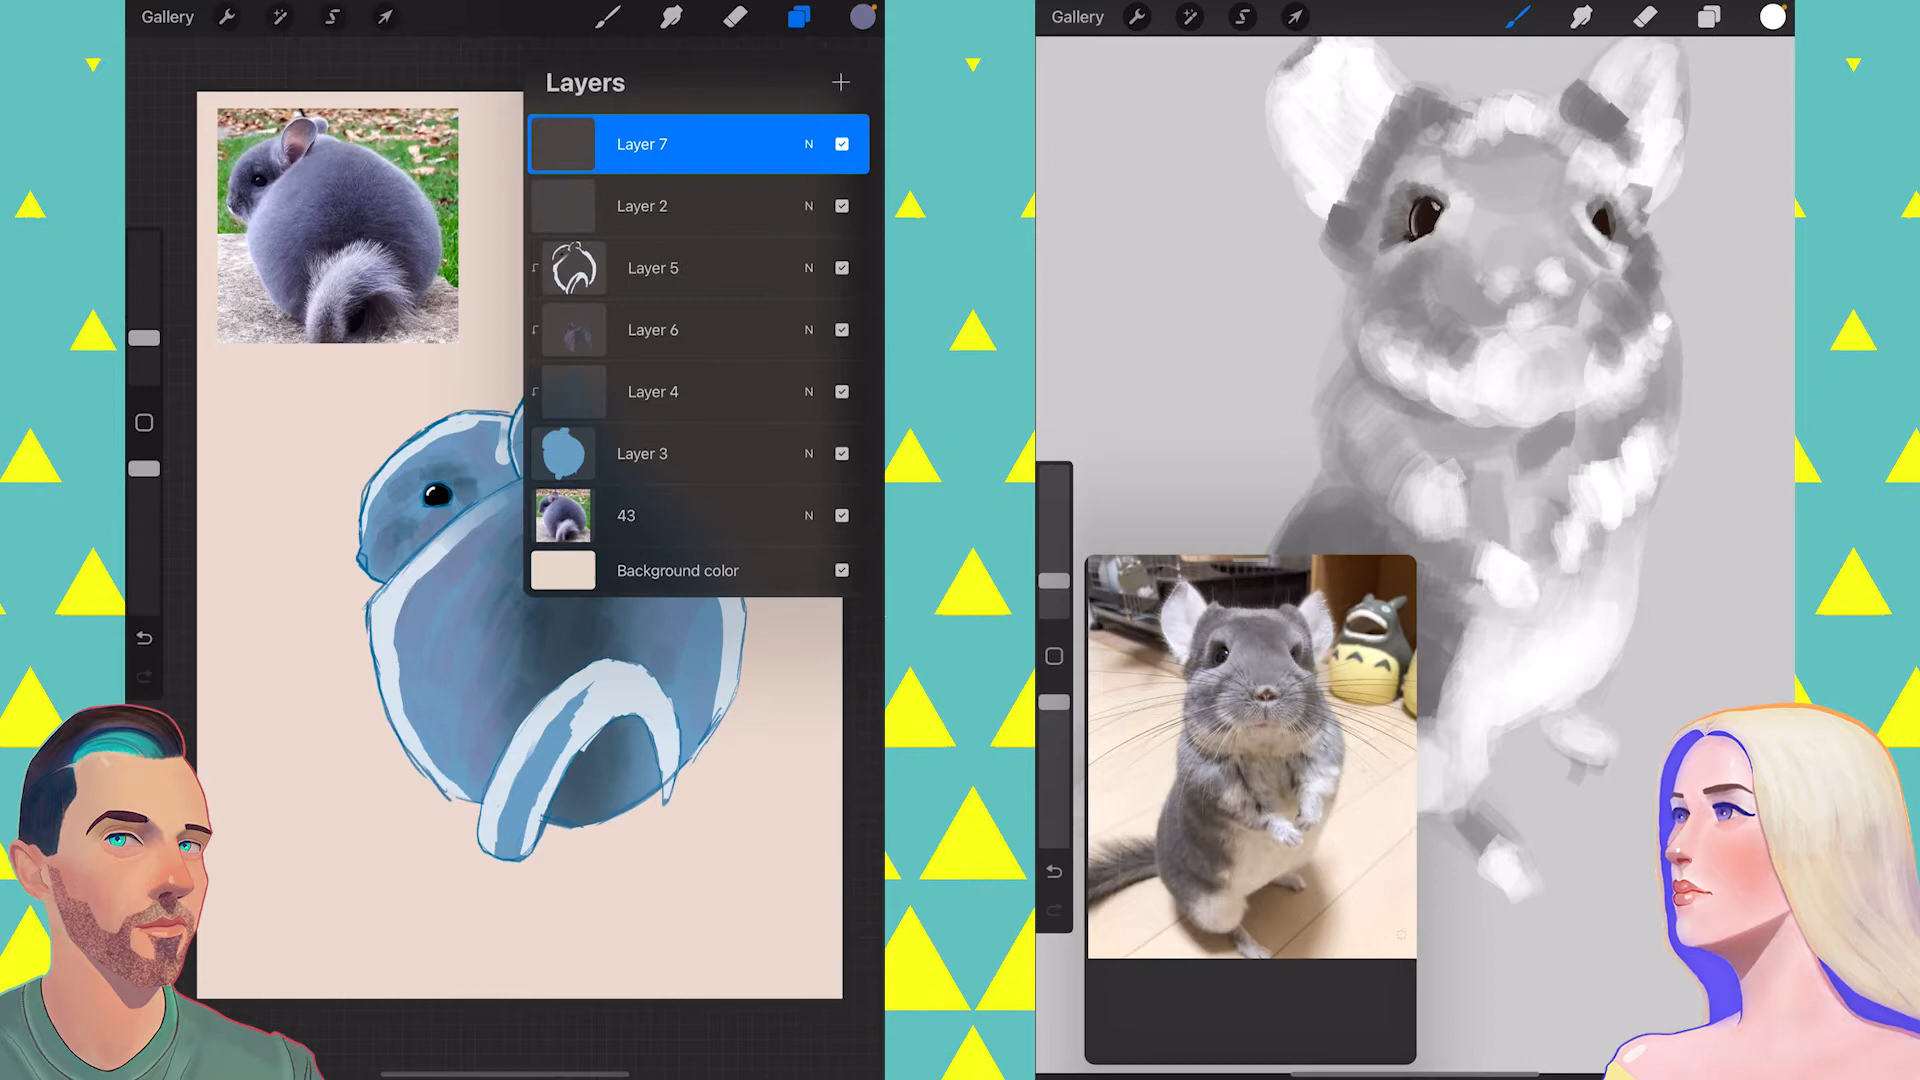 Gallery
Layers
Layer 7 N
Layer 2 N
Layer 5 N
Layer 6 N
Layer 4 N
Layer 3 N
43 N
Background color
Gallery